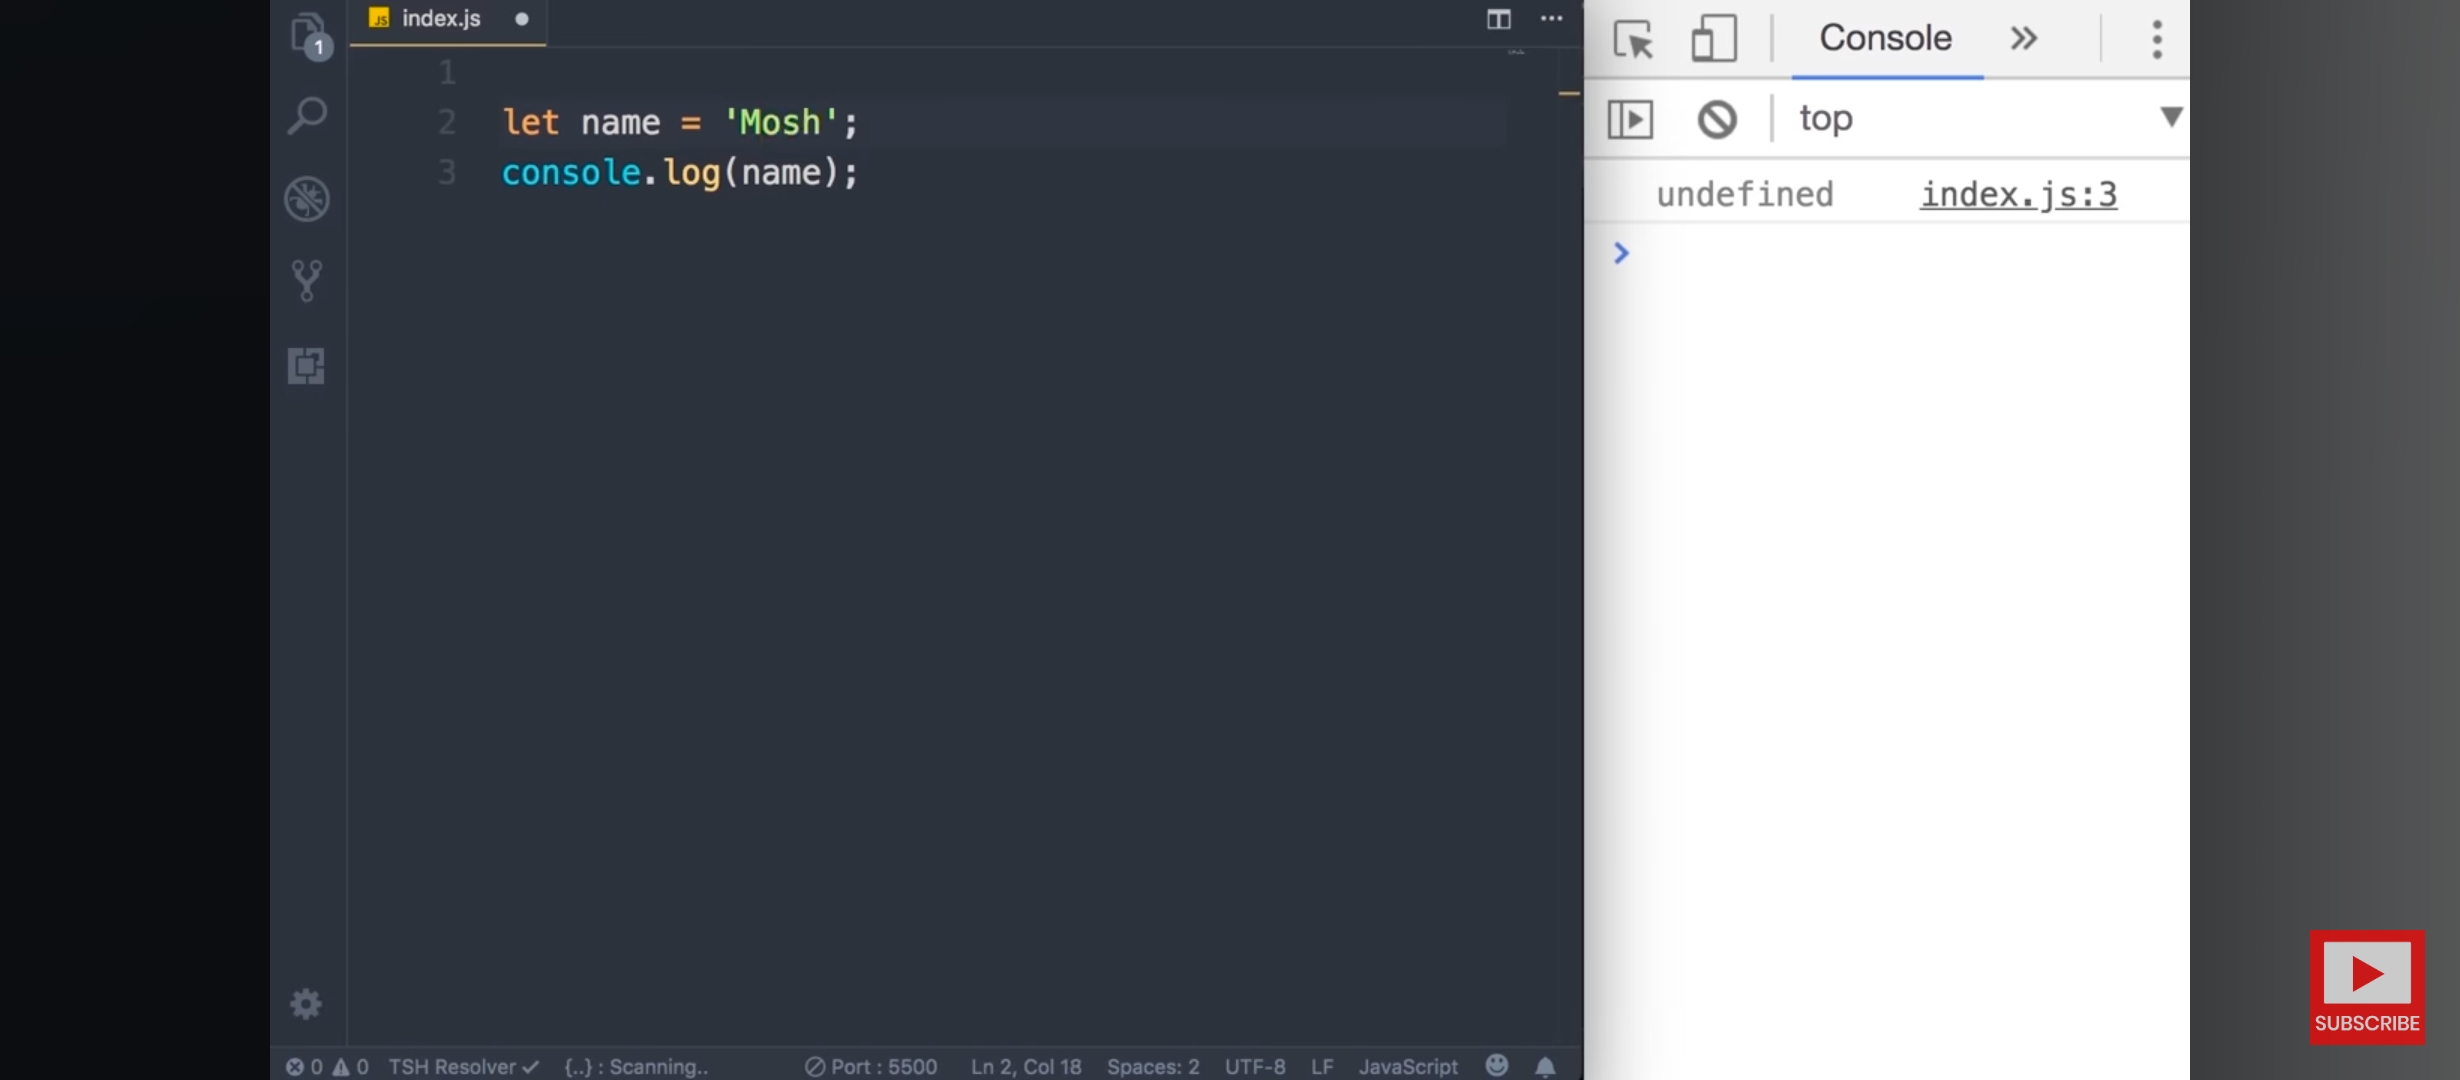 index.js
1
1
2 let name = 'Mosh';
3 console.log(name);
0 0 TSH Resolver {..} : Scanning.. Port : 5500 Ln 2, Col 18 Spaces: 2 UTF-8 LF JavaScript
Console
top
undefined index.js:3
SUBSCRIBE